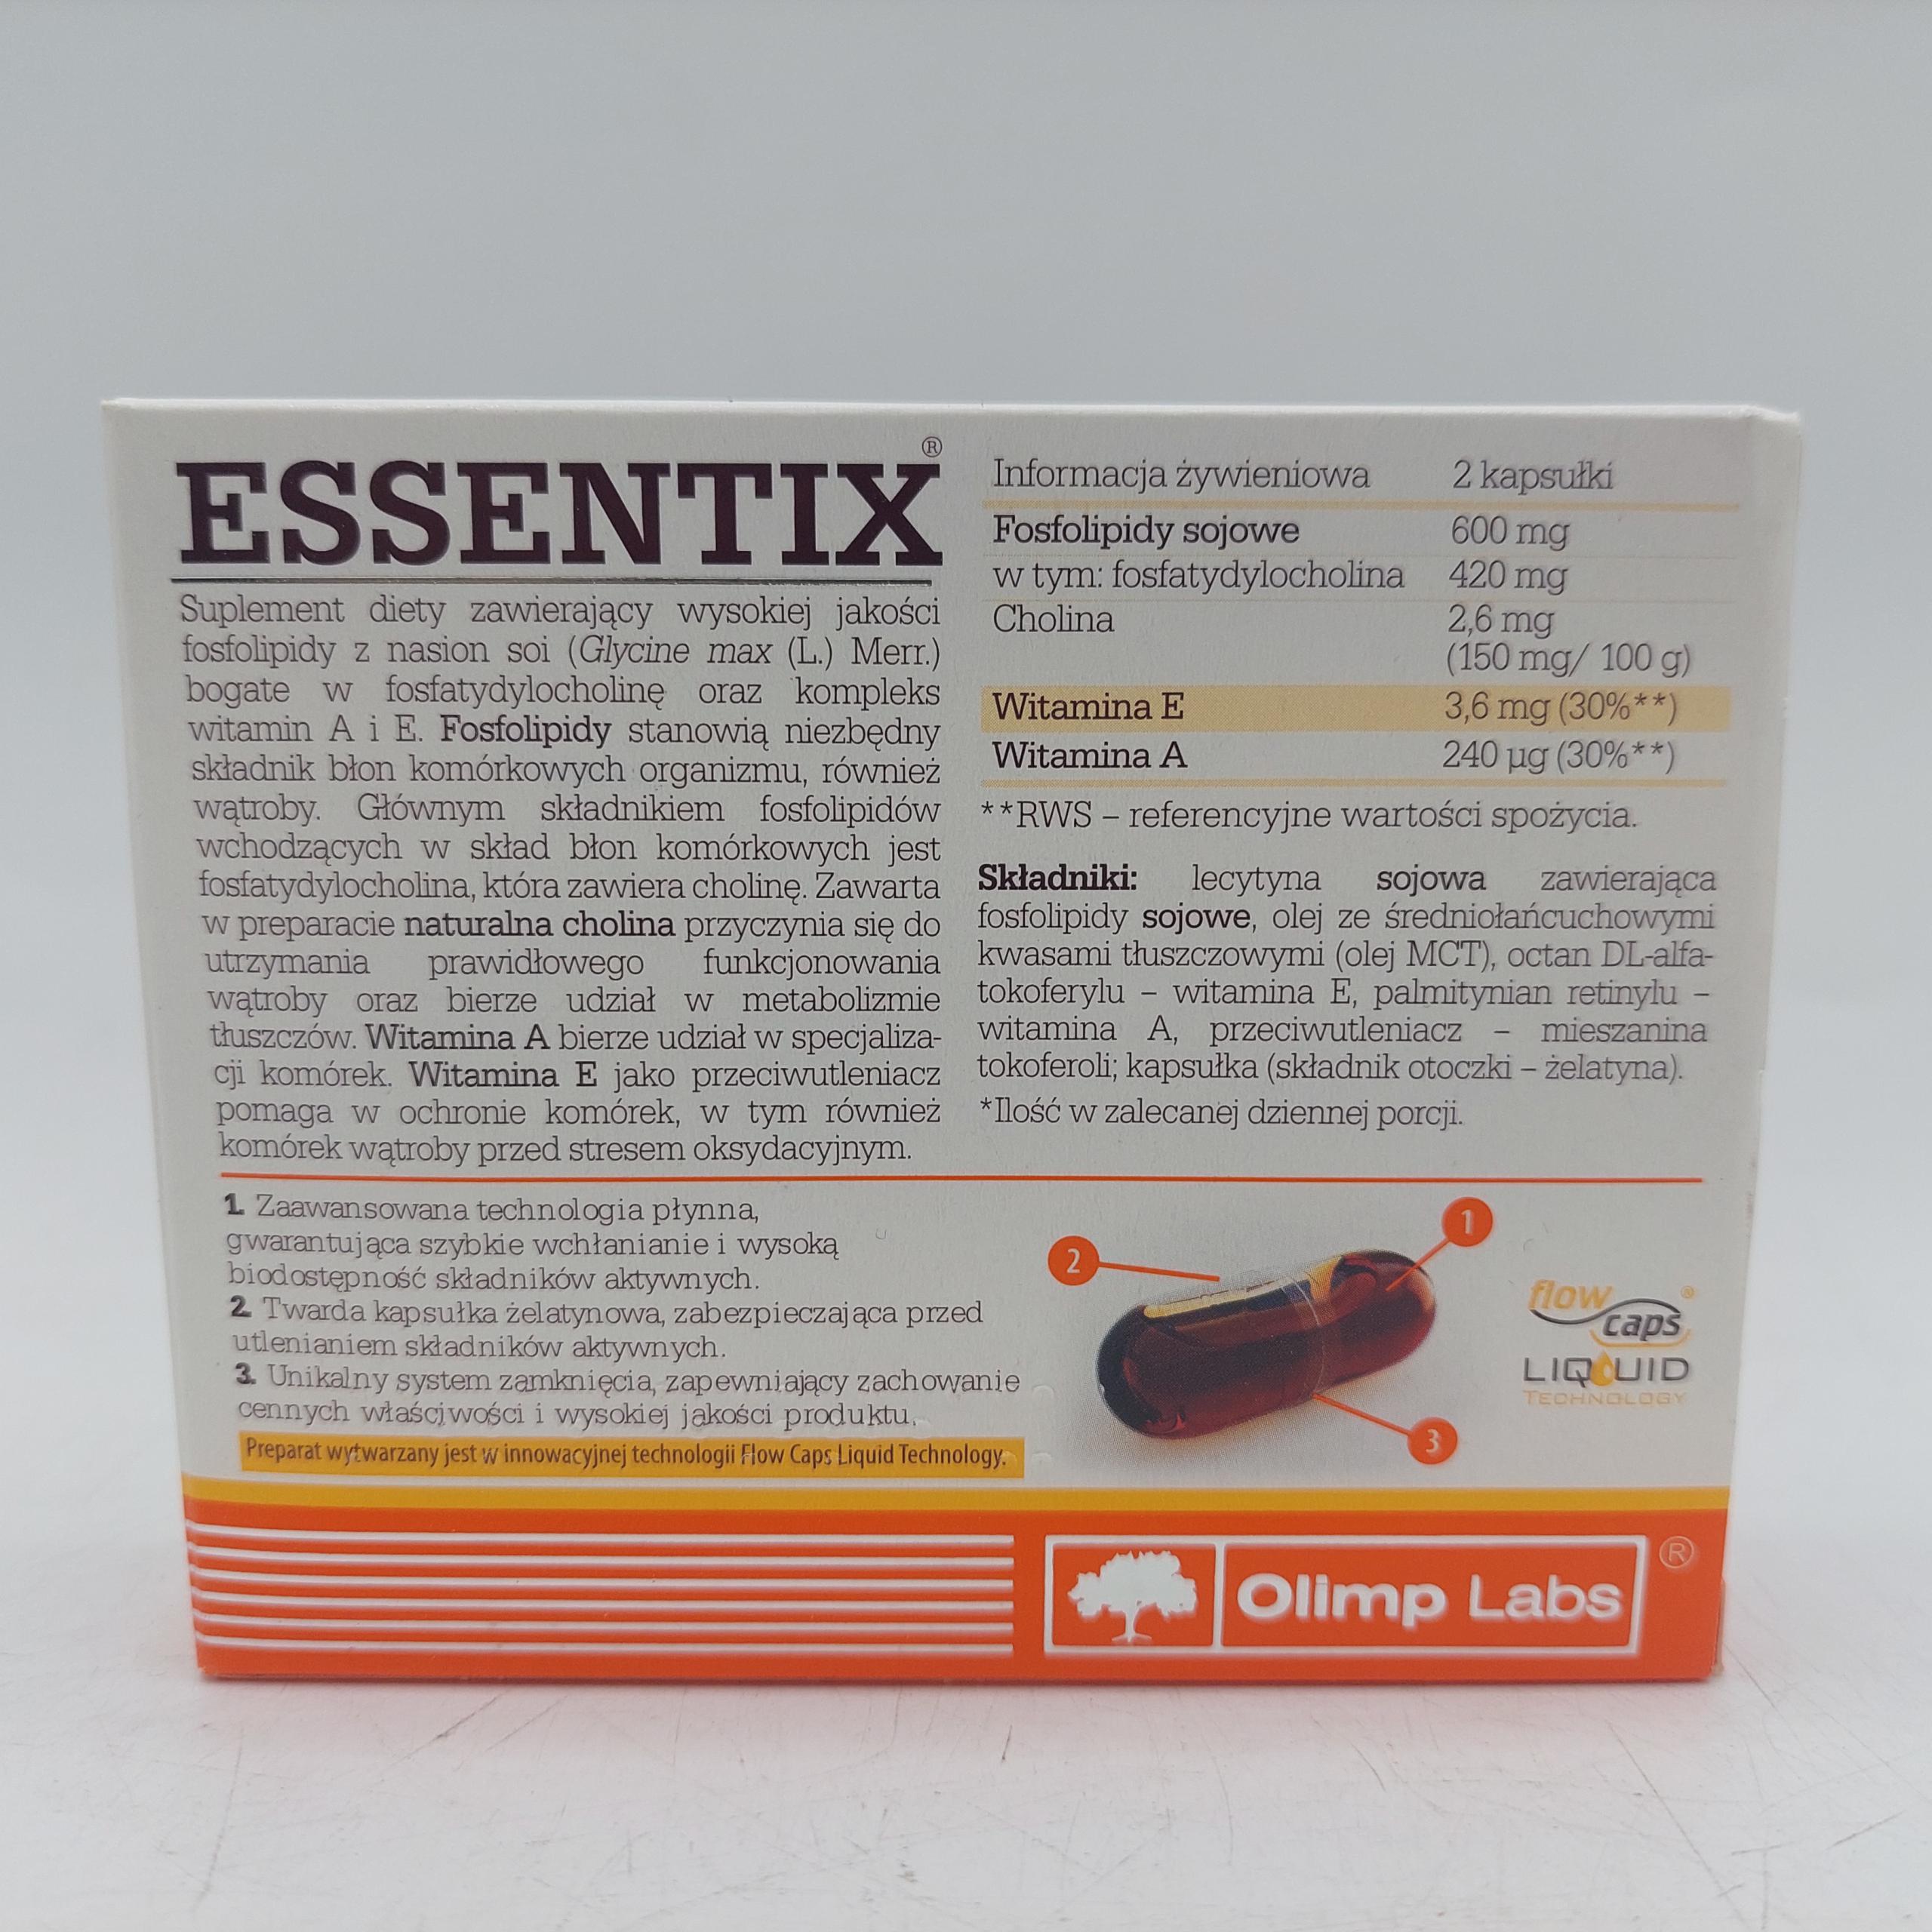 ESSENTIX®
Suplement diety zawierający wysokiej jakości
fosfolipidy z nasion soi (Glycine max (L.) Merr.)
bogate w fosfatydylocholinę oraz kompleks
witamin A i E. Fosfolipidy stanowią niezbędny
składnik błon komórkowych organizmu, również
wątroby. Głównym składnikiem fosfolipidów
wchodzących w skład błon komórkowych jest
fosfatydylocholina, która zawiera cholinę. Zawarta
w preparacie naturalna cholina przyczynia się do
utrzymania prawidłowego funkcjonowania
wątroby oraz bierze udział w metabolizmie
tłuszczów. Witamina A bierze udział w specjaliza-
cji komórek. Witamina E jako przeciwutleniacz
pomaga w ochronie komórek, w tym również
komórek wątroby przed stresem oksydacyjnym.
Informacja żywieniowa 2 kapsułki
Fosfolipidy sojowe 600 mg
w tym: fosfatydylocholina 420 mg
Cholina 2,6 mg
(150 mg/ 100 g)
Witamina E 3,6 mg (30%**)
Witamina A 240 µg (30%**)
**RWS – referencyjne wartości spożycia.
Składniki: lecytyna sojowa zawierająca
fosfolipidy sojowe, olej ze średniołańcuchowymi
kwasami tłuszczowymi (olej MCT), octan DL-alfa-
tokoferylu – witamina E, palmitynian retinylu –
witamina A, przeciwutleniacz – mieszanina
tokoferoli; kapsułka (składnik otoczki – żelatyna).
*Ilość w zalecanej dziennej porcji.
1. Zaawansowana technologia płynna,
gwarantująca szybkie wchłanianie i wysoką
biodostępność składników aktywnych.
2. Twarda kapsułka żelatynowa, zabezpieczająca przed
utlenianiem składników aktywnych.
3. Unikalny system zamknięcia, zapewniający zachowanie
cennych właściwości i wysokiej jakości produktu.
Preparat wytwarzany jest w innowacyjnej technologii Flow Caps Liquid Technology.
1
2
3
flow ®
caps
LIQUID
TECHNOLOGY
Olimp Labs ®